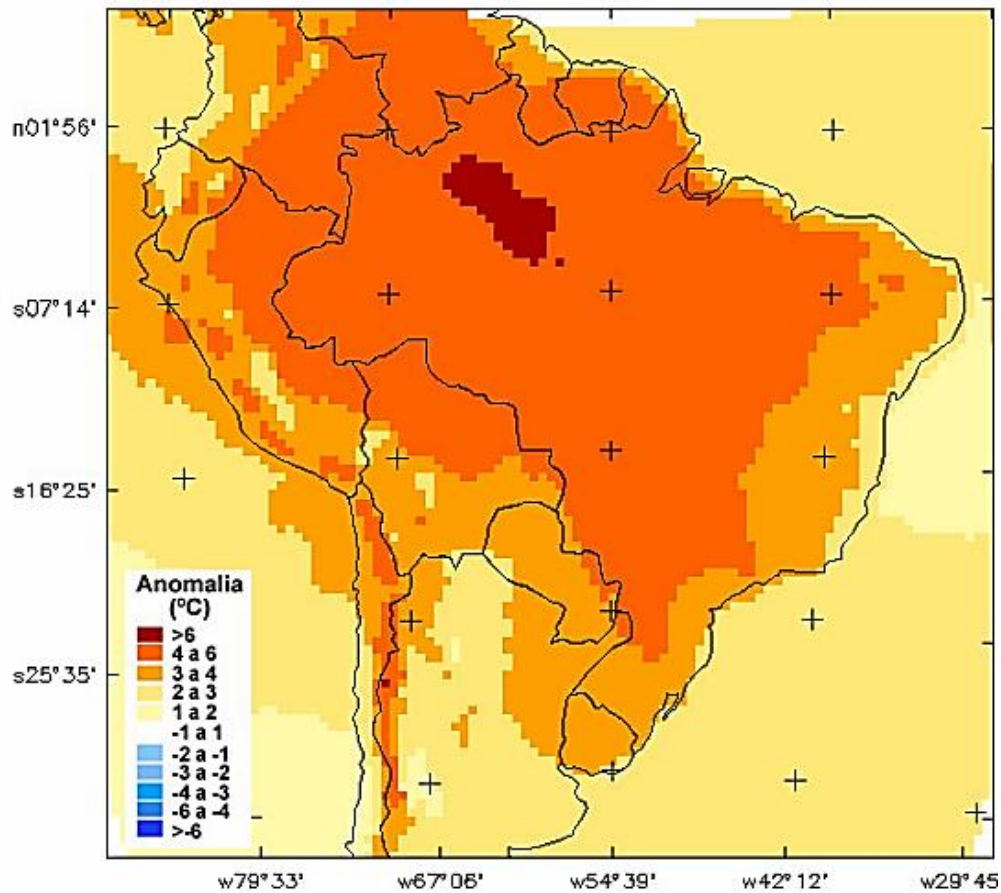 n01°56'
s07°14'
s16°25'
s25°35'
Anomalia
(ºC)
>6
4 a 6
3 a 4
2 a 3
1 a 2
-1 a 1
-2 a -1
-3 a -2
-4 a -3
-6 a -4
>-6
w79°33' w67°06' w54°39' w42°12' w29°45'